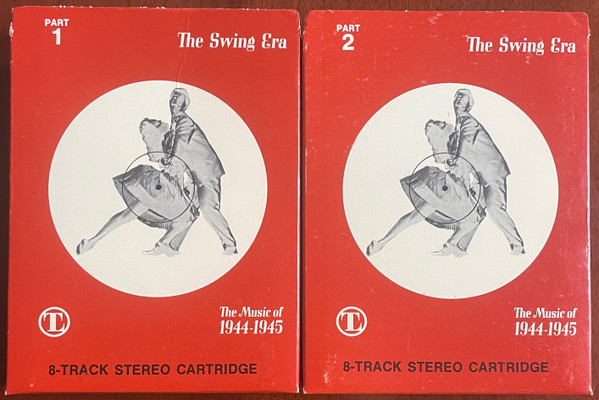 PART
1
The Swing Era
The Music of
1944-1945
8-TRACK STEREO CARTRIDGE
PART
2
The Swing Era
The Music of
1944-1945
8-TRACK STEREO CARTRIDGE